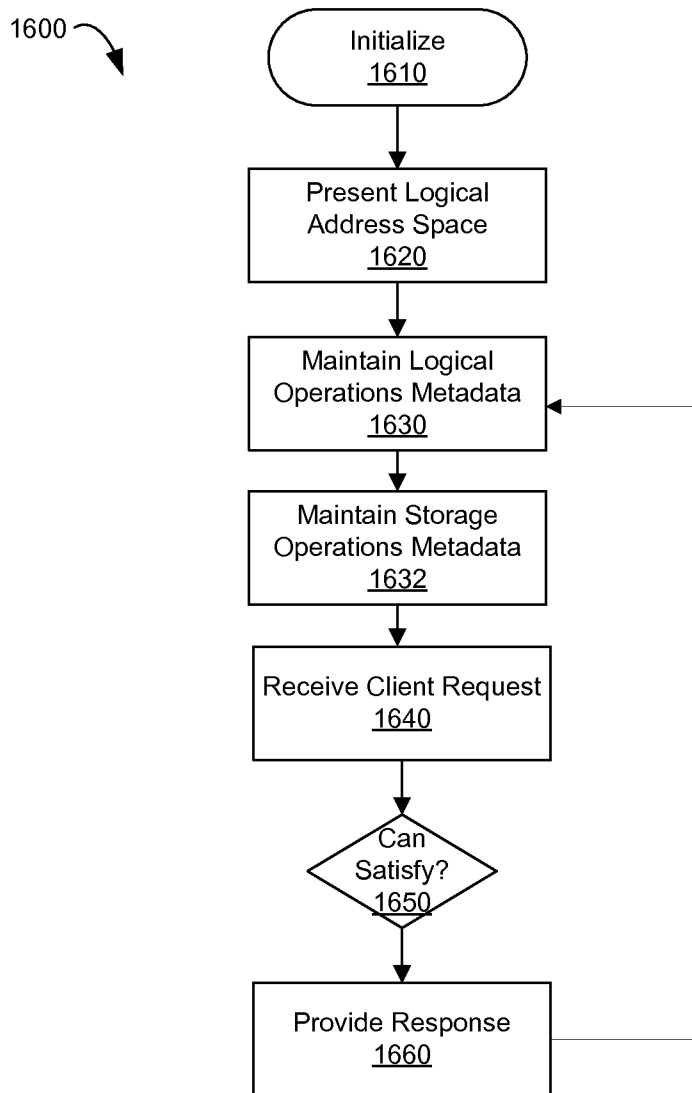 1600
Initialize
1610
Present Logical
Address Space
1620
Maintain Logical
Operations Metadata
1630
Maintain Storage
Operations Metadata
1632
Receive Client Request
1640
Can
Satisfy?
1650
Provide Response
1660